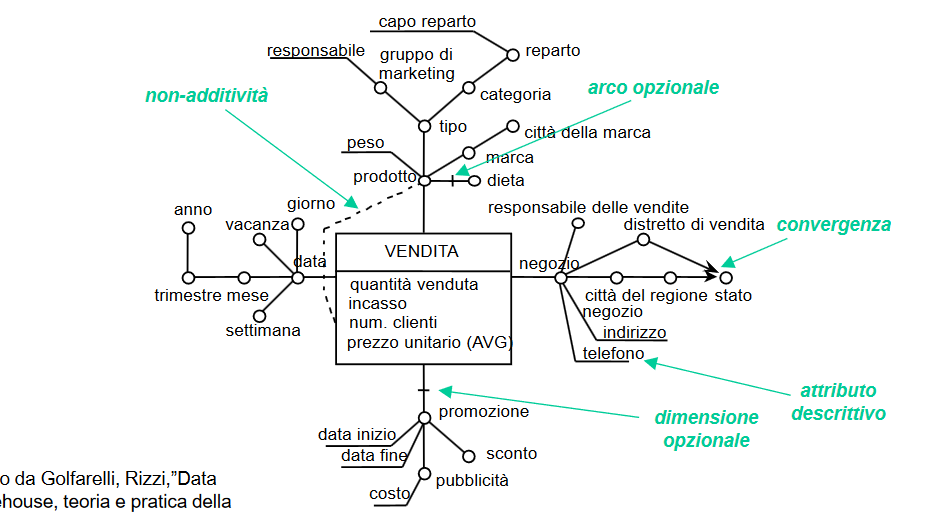 capo reparto
responsabile
gruppo di
marketing
reparto
non-additività
arco opzionale
categoria
tipo
città della marca
peso
marca
prodotto
dieta
anno
giorno
vacanza
responsabile delle vendite
distretto di vendita
convergenza
VENDITA
data
negozio
trimestre mese
quantità venduta
città del regione stato
incasso
negozio
settimana
num. clienti
indirizzo
prezzo unitario (AVG)
telefono
attributo
descrittivo
promozione
dimensione
opzionale
data inizio
data fine
sconto
pubblicità
costo
o da Golfarelli, Rizzi,”Data
ehouse, teoria e pratica della